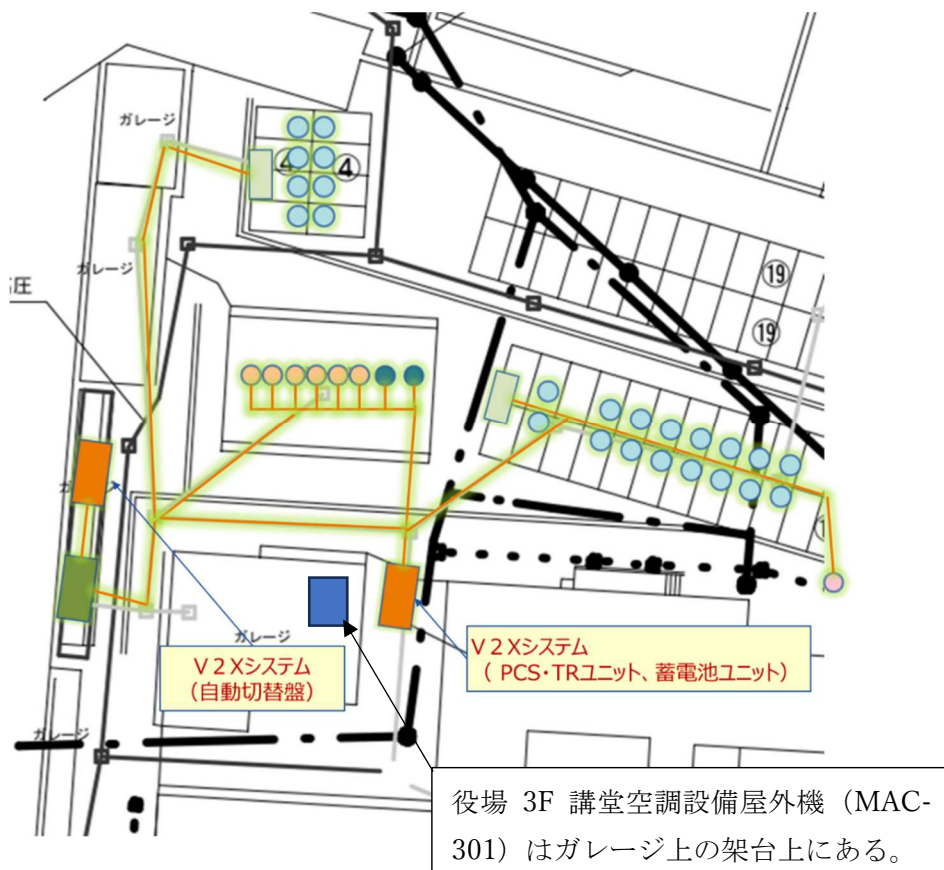 ガレージ
④
④
ガレージ
⑲
圧
⑲
ガレージ
V2Xシステム
(自動切替盤)
V2Xシステム
( PCS・TRユニット、蓄電池ユニット)
ガレージ
役場 3F 講堂空調設備屋外機(MAC-
301)はガレージ上の架台上にある。